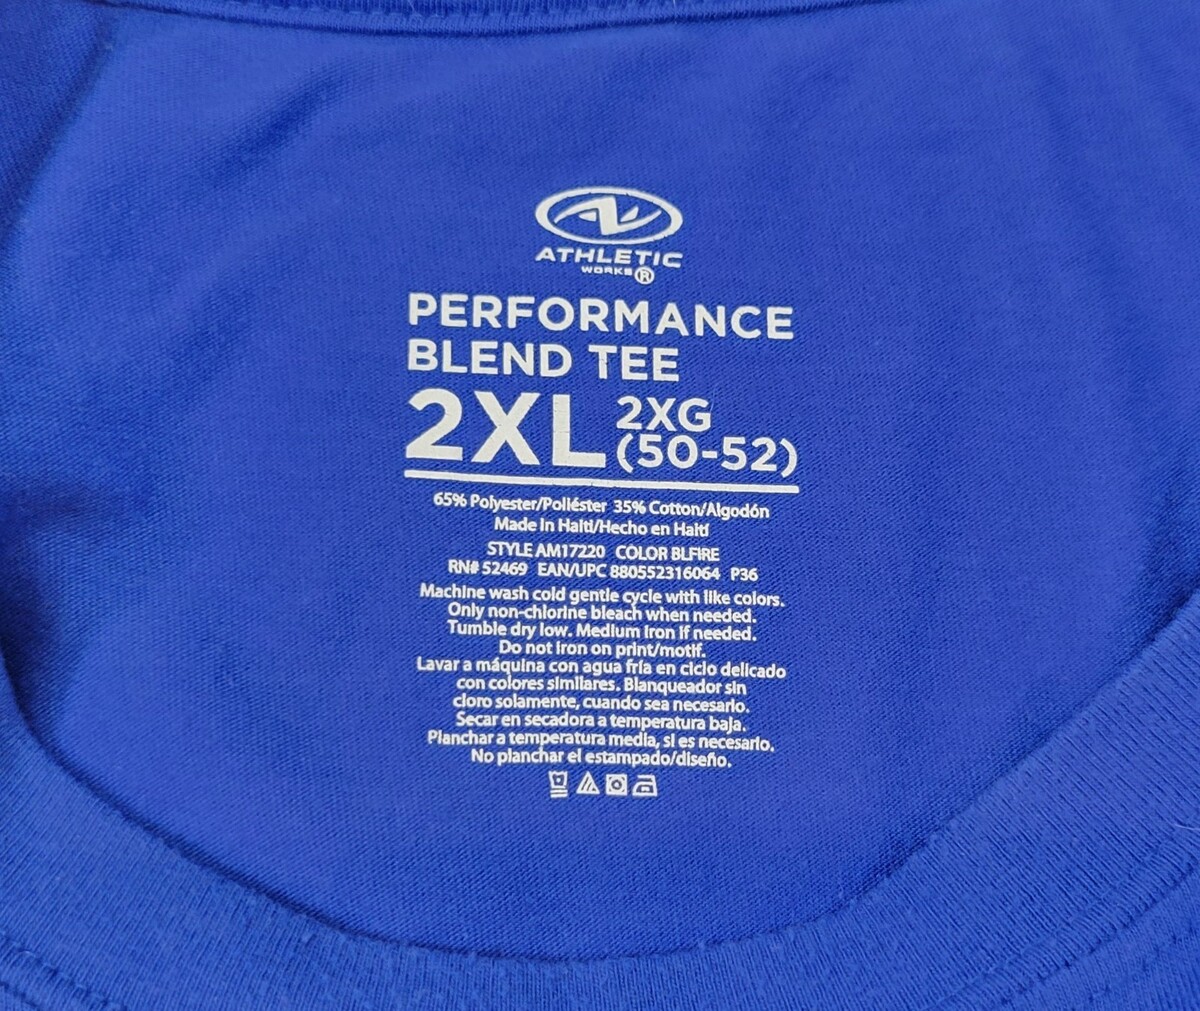 ATHLETIC
WORKS®
PERFORMANCE
BLEND TEE
2XL 2XG
(50-52)
65% Polyester/Poliéster 35% Cotton/Algodón
Made in Haiti/Hecho en Haití
STYLE AM17220 COLOR BLFIRE
RN# 52469 EAN/UPC 880552316064 P36
Machine wash cold gentle cycle with like colors.
Only non-chlorine bleach when needed.
Tumble dry low. Medium iron if needed.
Do not iron on print/motif.
Lavar a máquina con agua fría en ciclo delicado
con colores similares. Blanqueador sin
cloro solamente, cuando sea necesario.
Secar en secadora a temperatura baja.
Planchar a temperatura media, si es necesario.
No planchar el estampado/diseño.